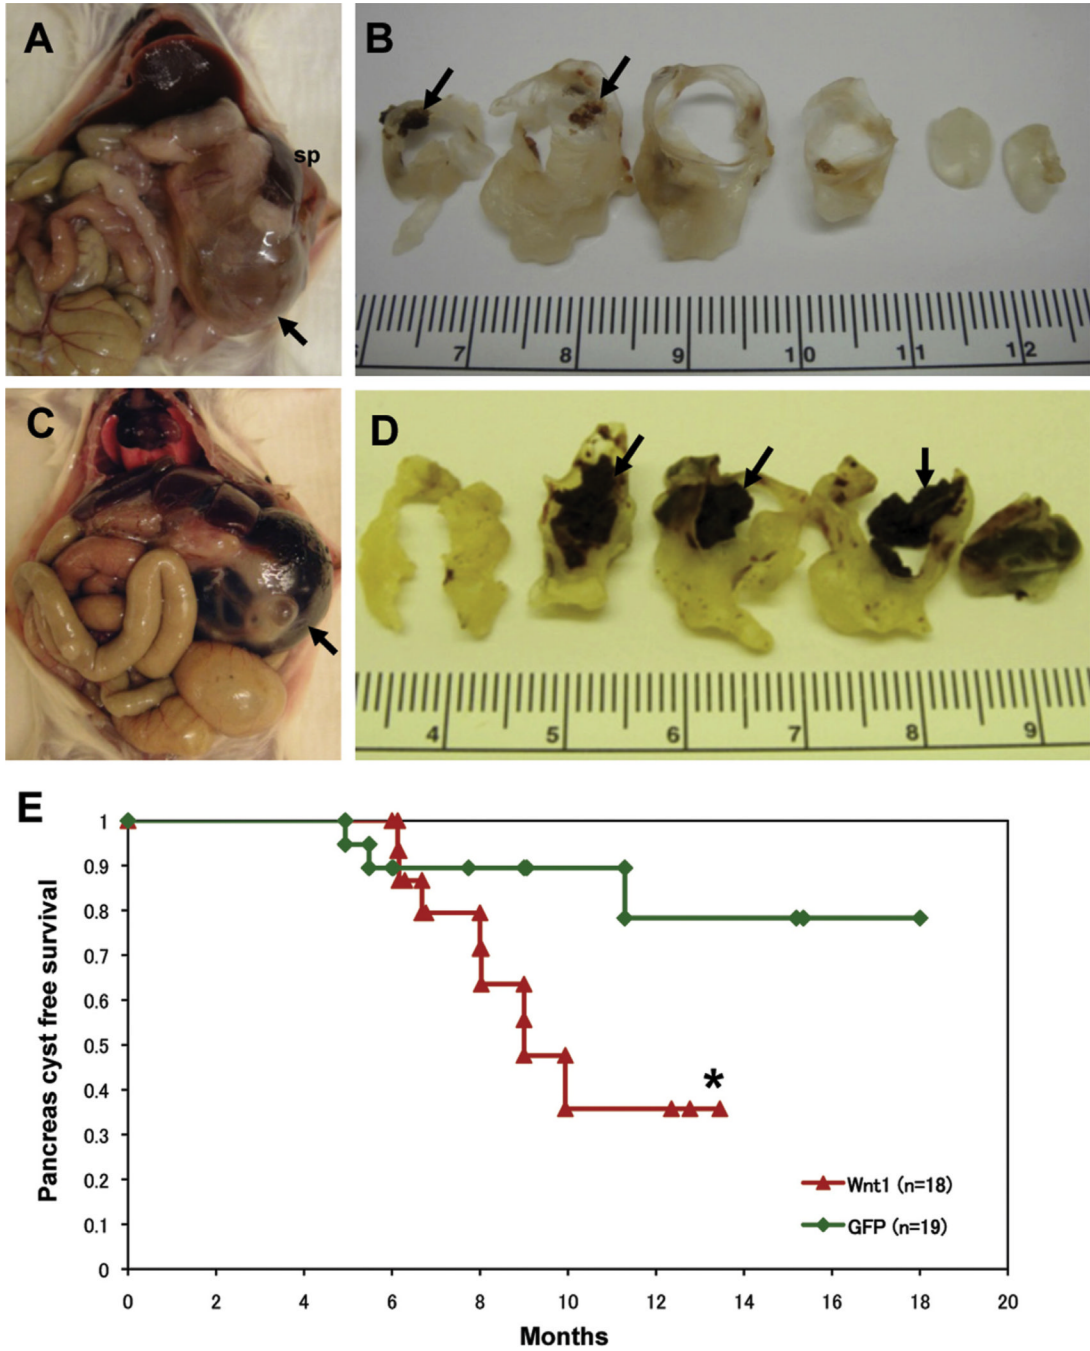 A
sp
B
6 7 8 9 10 11 12
C
D
4 5 6 7 8 9
E
Pancreas cyst free survival
1
0.9
0.8
0.7
0.6
0.5
0.4
0.3
0.2
0.1
0
*
Wnt1 (n=18)
GFP (n=19)
0 2 4 6 8 10 12 14 16 18 20
Months